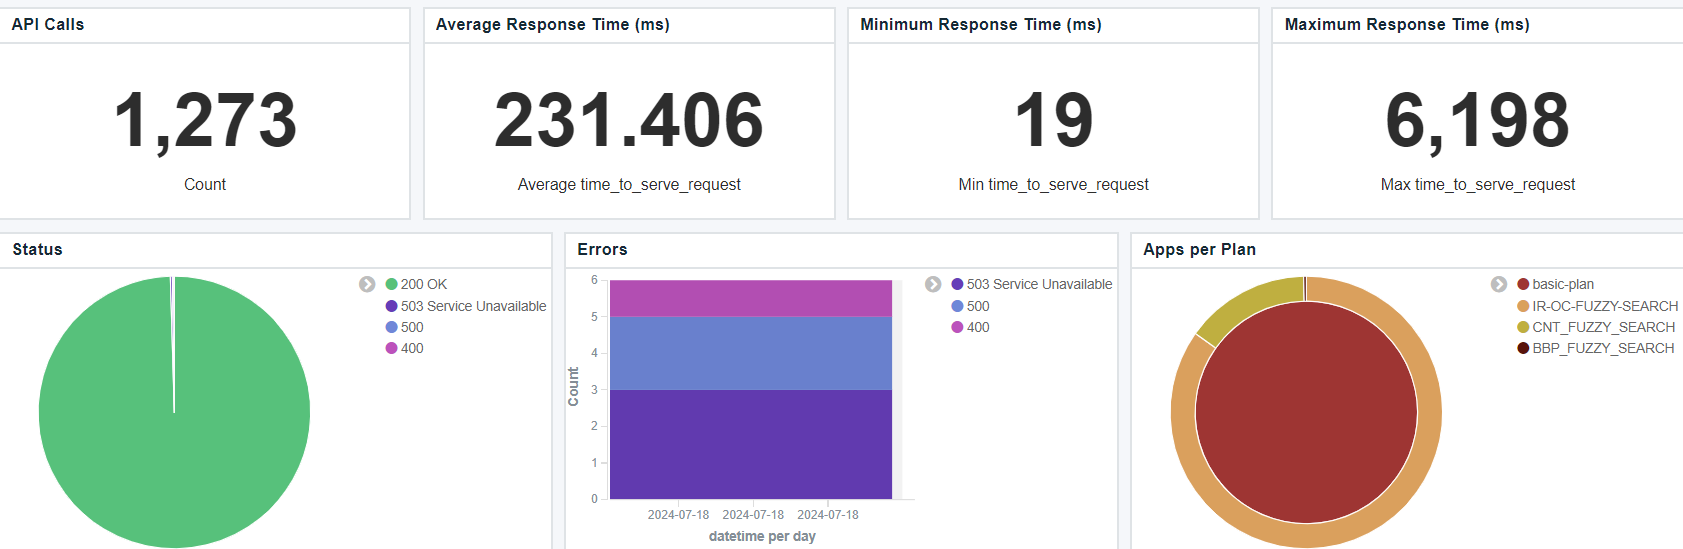 API Calls
1,273
Count
Average Response Time (ms)
231.406
Average time_to_serve_request
Minimum Response Time (ms)
19
Min time_to_serve_request
Maximum Response Time (ms)
6,198
Max time_to_serve_request
Status
200 OK
503 Service Unavailable
500
400
Errors
6
5
4
3
2
1
0
Count
2024-07-18 2024-07-18 2024-07-18
datetime per day
503 Service Unavailable
500
400
Apps per Plan
basic-plan
IR-OC-FUZZY-SEARCH
CNT_FUZZY_SEARCH
BBP_FUZZY_SEARCH